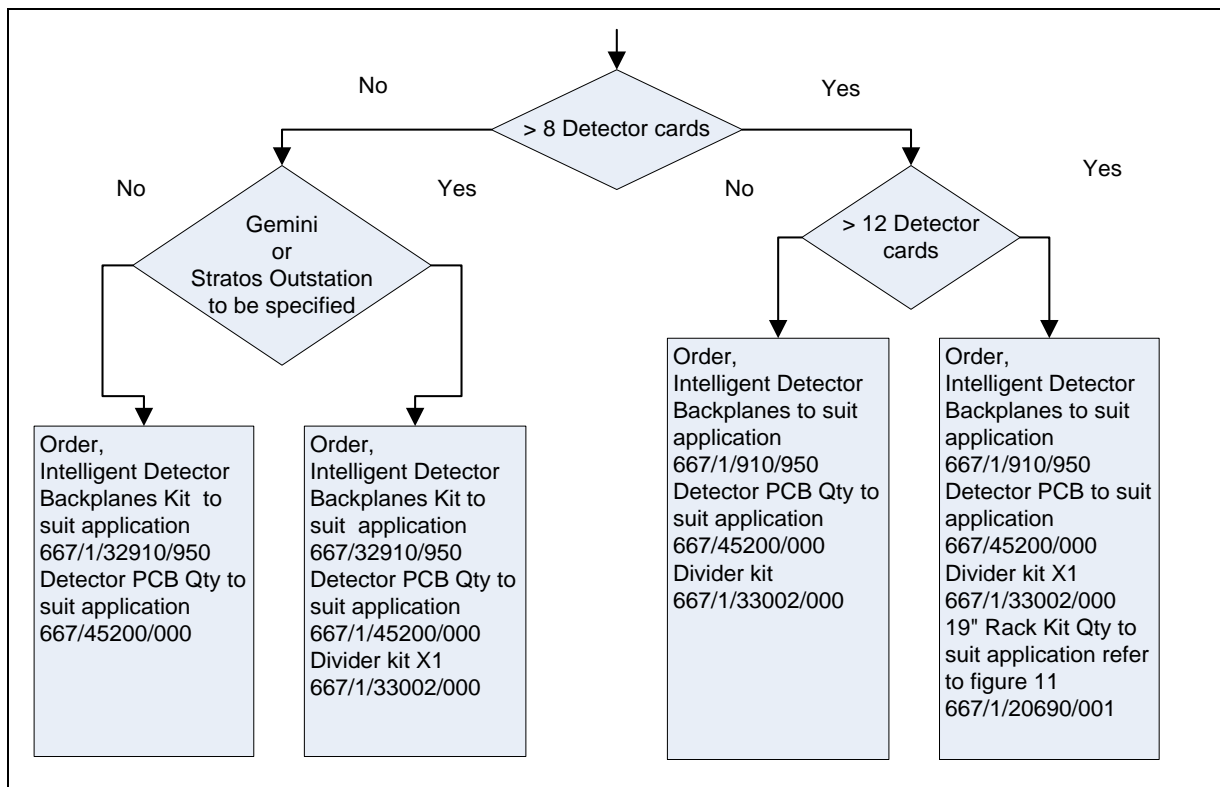 No
Yes
> 8 Detector cards
No
Yes
No
Yes
Gemini
or
Stratos Outstation
to be specified
> 12 Detector
cards
Order,
Intelligent Detector
Backplanes Kit to
suit application
667/1/32910/950
Detector PCB Qty to
suit application
667/45200/000
Order,
Intelligent Detector
Backplanes Kit to
suit application
667/32910/950
Detector PCB Qty to
suit application
667/1/45200/000
Divider kit X1
667/1/33002/000
Order,
Intelligent Detector
Backplanes to suit
application
667/1/910/950
Detector PCB Qty to
suit application
667/45200/000
Divider kit
667/1/33002/000
Order,
Intelligent Detector
Backplanes to suit
application
667/1/910/950
Detector PCB to suit
application
667/45200/000
Divider kit X1
667/1/33002/000
19" Rack Kit Qty to
suit application refer
to figure 11
667/1/20690/001